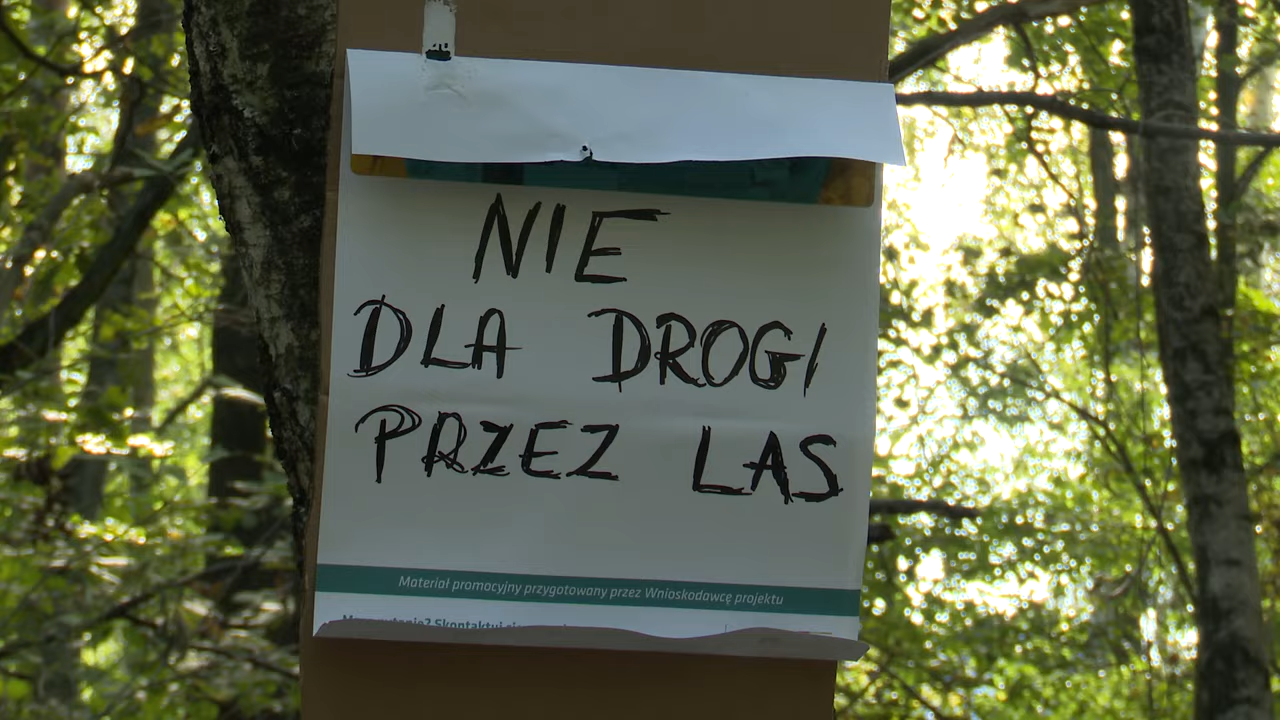 NIE
DLA DROGI
PRZEZ LAS
Materiał promocyjny przygotowany przez Wnioskodawcę projektu